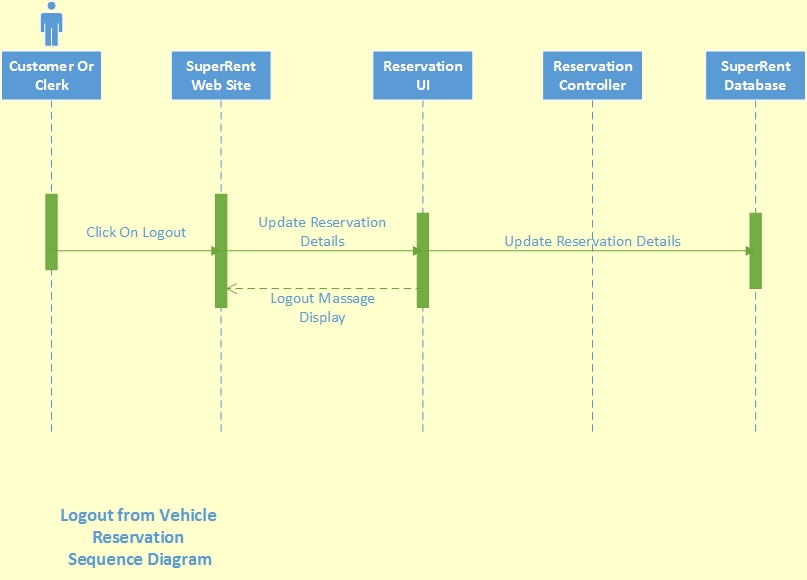 Customer Or
Clerk
SuperRent
Web Site
Reservation
UI
Reservation
Controller
SuperRent
Database
Click On Logout
Update Reservation
Details
Update Reservation Details
Logout Massage
Display
Logout from Vehicle
Reservation
Sequence Diagram